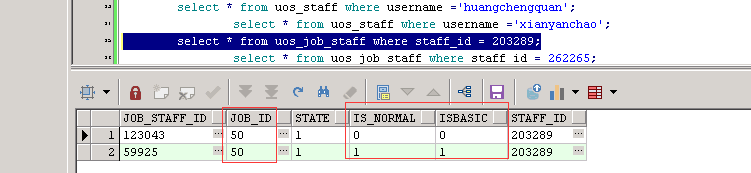 select * from uos_staff where username ='huangchengquan';
select * from uos_staff where username ='xianyanchao';
select * from uos_job_staff where staff_id = 203289;
select * from uos_job_staff where staff_id = 262265;
JOB_STAFF_ID JOB_ID STATE IS_NORMAL ISBASIC STAFF_ID
1 123043 50 1 0 0 203289
2 59925 50 1 1 1 203289